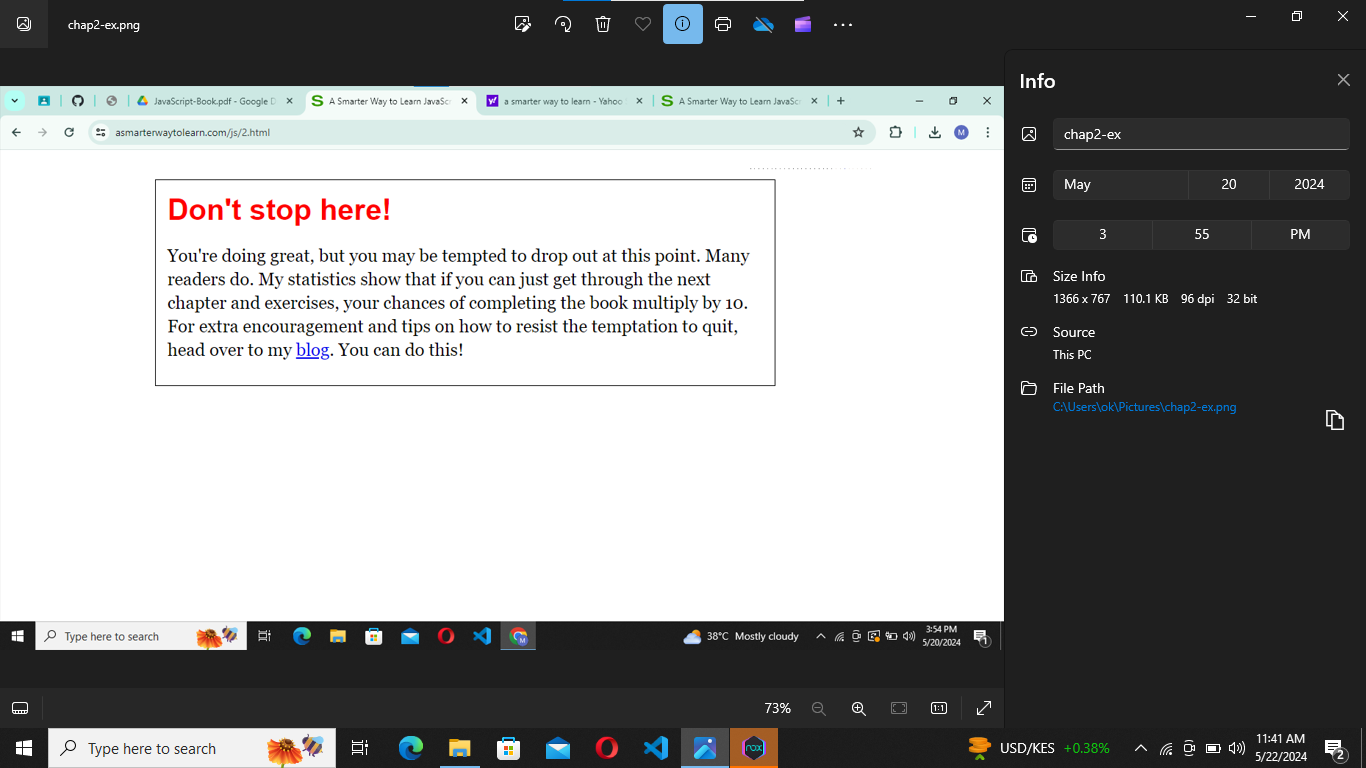 chap2-ex.png
JavaScript-Book.pdf - Google D
A Smarter Way to Learn JavaSc
a smarter way to learn - Yahoo
A Smarter Way to Learn JavaSc
asmarterwaytolearn.com/js/2.html
M
Don't stop here!
You're doing great, but you may be tempted to drop out at this point. Many
readers do. My statistics show that if you can just get through the next
chapter and exercises, your chances of completing the book multiply by 10.
For extra encouragement and tips on how to resist the temptation to quit,
head over to my blog. You can do this!
Type here to search
38°C Mostly cloudy
3:54 PM
5/20/2024
1
Info
chap2-ex
May 20 2024
3 55 PM
Size Info
1366 x 767 110.1 KB 96 dpi 32 bit
Source
This PC
File Path
C:\Users\ok\Pictures\chap2-ex.png
73%
1:1
Type here to search
nox
USD/KES +0.38%
11:41 AM
5/22/2024
2